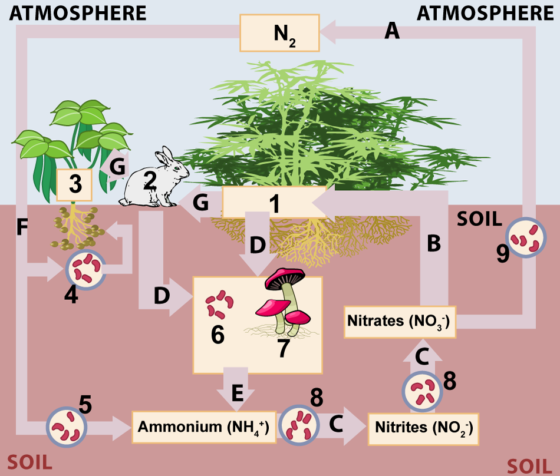 ATMOSPHERE
ATMOSPHERE
N₂
A
G
2
3
G
1
F
SOIL
B
9
D
4
D
6
7
Nitrates (NO₃⁻)
E
C
8
5
8
Ammonium (NH₄⁺)
C
Nitrites (NO₂⁻)
SOIL
SOIL